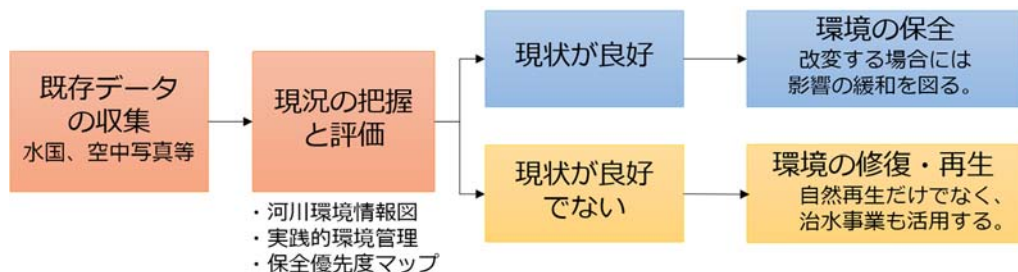 既存データ
の収集
水国、空中写真等
現況の把握
と評価
・河川環境情報図
・実践的環境管理
・保全優先度マップ
現状が良好
環境の保全
改変する場合には
影響の緩和を図る。
現状が良好
でない
環境の修復・再生
自然再生だけでなく、
治水事業も活用する。